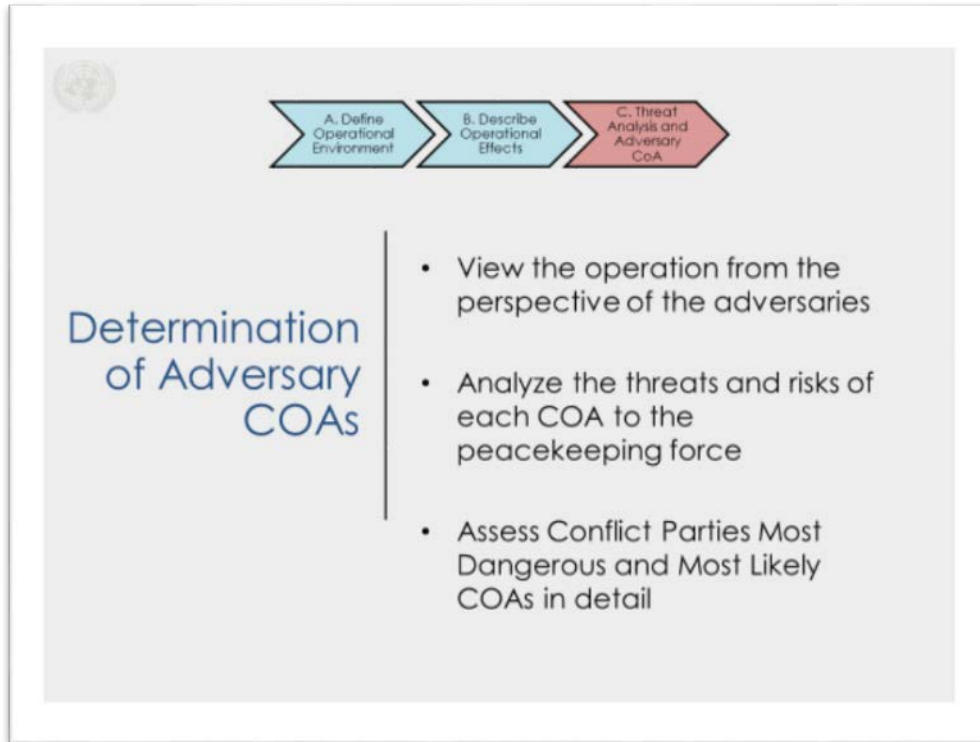 A. Define
Operational
Environment
B. Describe
Operational
Effects
C. Threat
Analysis and
Adversary
CoA
Determination
of Adversary
COAs
• View the operation from the
perspective of the adversaries
• Analyze the threats and risks of
each COA to the
peacekeeping force
• Assess Conflict Parties Most
Dangerous and Most Likely
COAs in detail